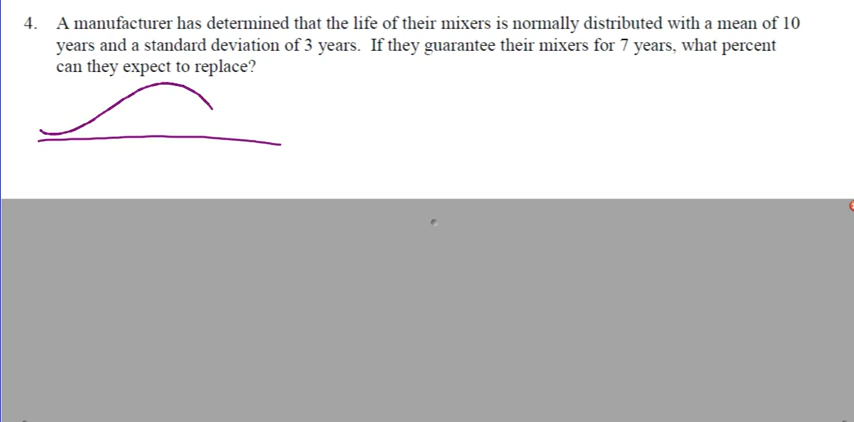 4. A manufacturer has determined that the life of their mixers is normally distributed with a mean of 10
years and a standard deviation of 3 years. If they guarantee their mixers for 7 years, what percent
can they expect to replace?